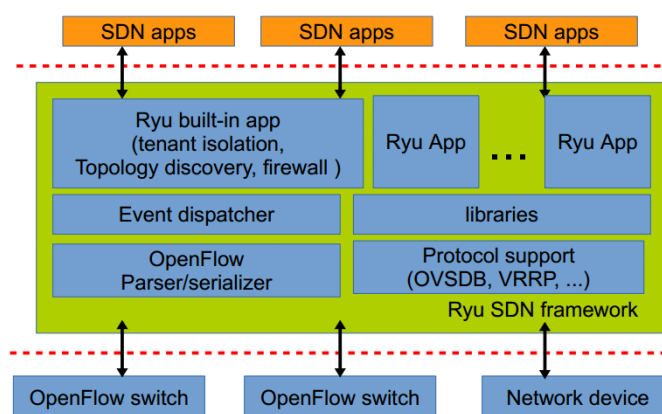 SDN apps
SDN apps
SDN apps
Ryu built-in app
(tenant isolation,
Topology discovery, firewall )
Ryu App
...
Ryu App
Event dispatcher
libraries
OpenFlow
Parser/serializer
Protocol support
(OVSDB, VRRP, ...)
Ryu SDN framework
OpenFlow switch
OpenFlow switch
Network device